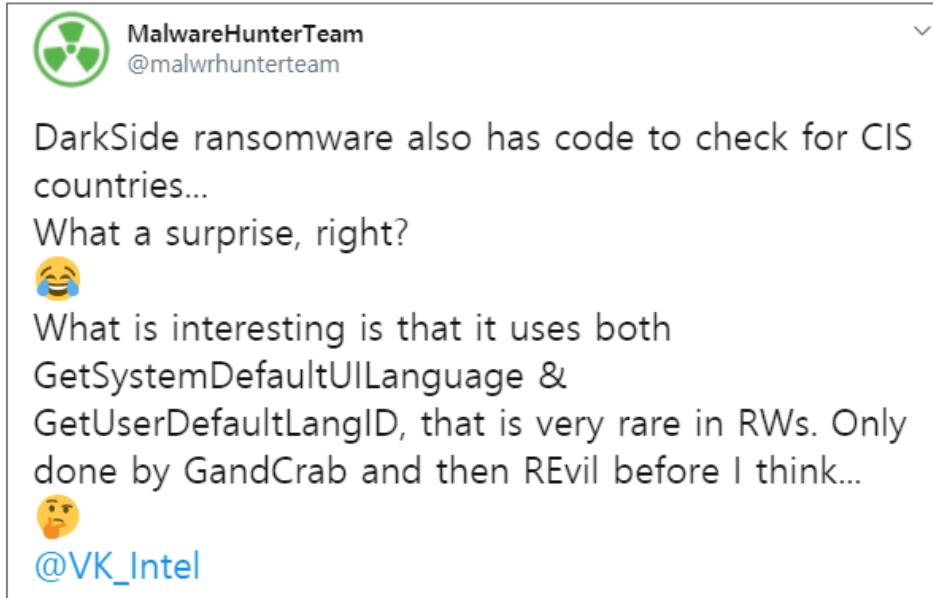 MalwareHunterTeam
@malwrhunterteam
DarkSide ransomware also has code to check for CIS
countries...
What a surprise, right?
😂
What is interesting is that it uses both
GetSystemDefaultUILanguage &
GetUserDefaultLangID, that is very rare in RWs. Only
done by GandCrab and then REvil before I think...
🤔
@VK_Intel